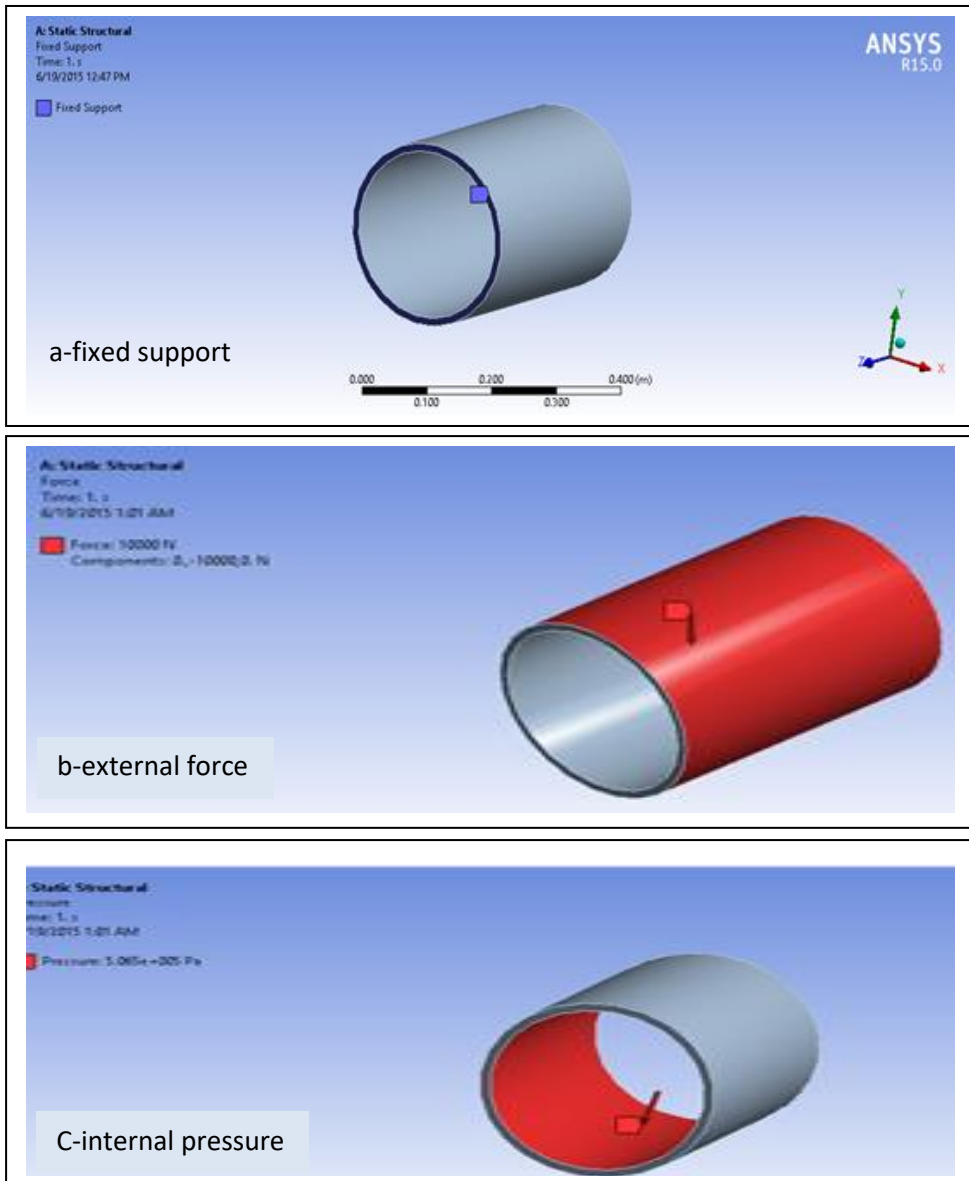 A: Static Structural
Fixed Support
Time: 1. s
6/19/2015 12:47 PM
Fixed Support
ANSYS
R15.0
a-fixed support
0.000 0.200 0.400 (m)
0.100 0.300
Y
Z X
A: Static Structural
Force
Time: 1. s
6/19/2015 1:01 AM
Force: 10000 N
Components: 0.,-10000,0. N
b-external force
Static Structural
1:01 AM
Pressure: 5.065e+005 Pa
C-internal pressure